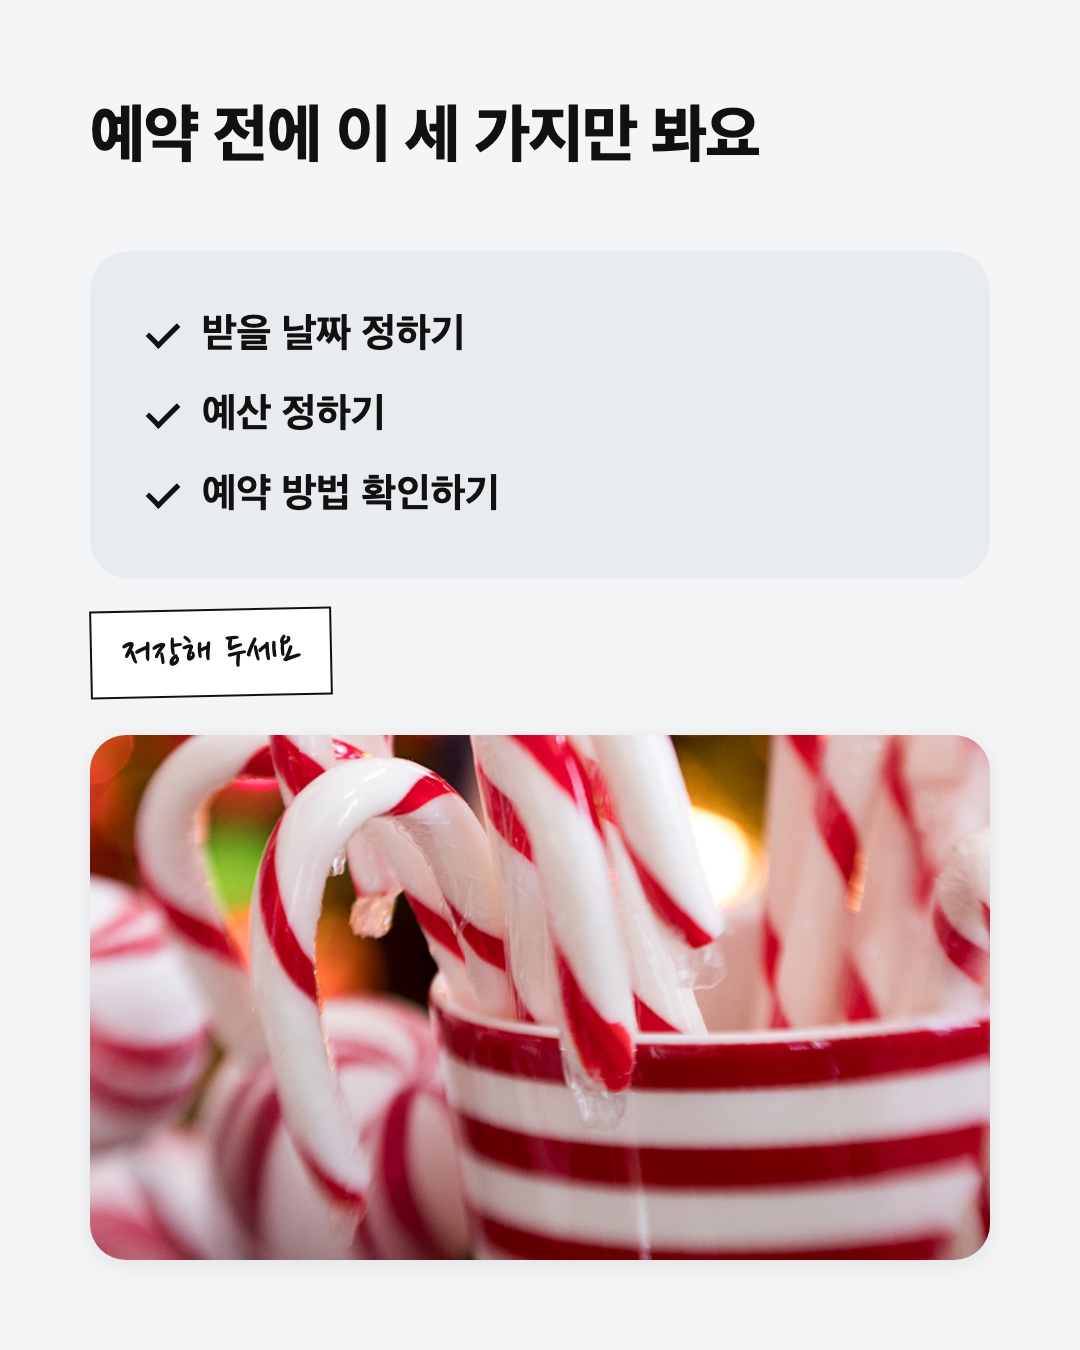 예약 전에 이 세 가지만 봐요
받을 날짜 정하기
예산 정하기
예약 방법 확인하기
저장해 두세요